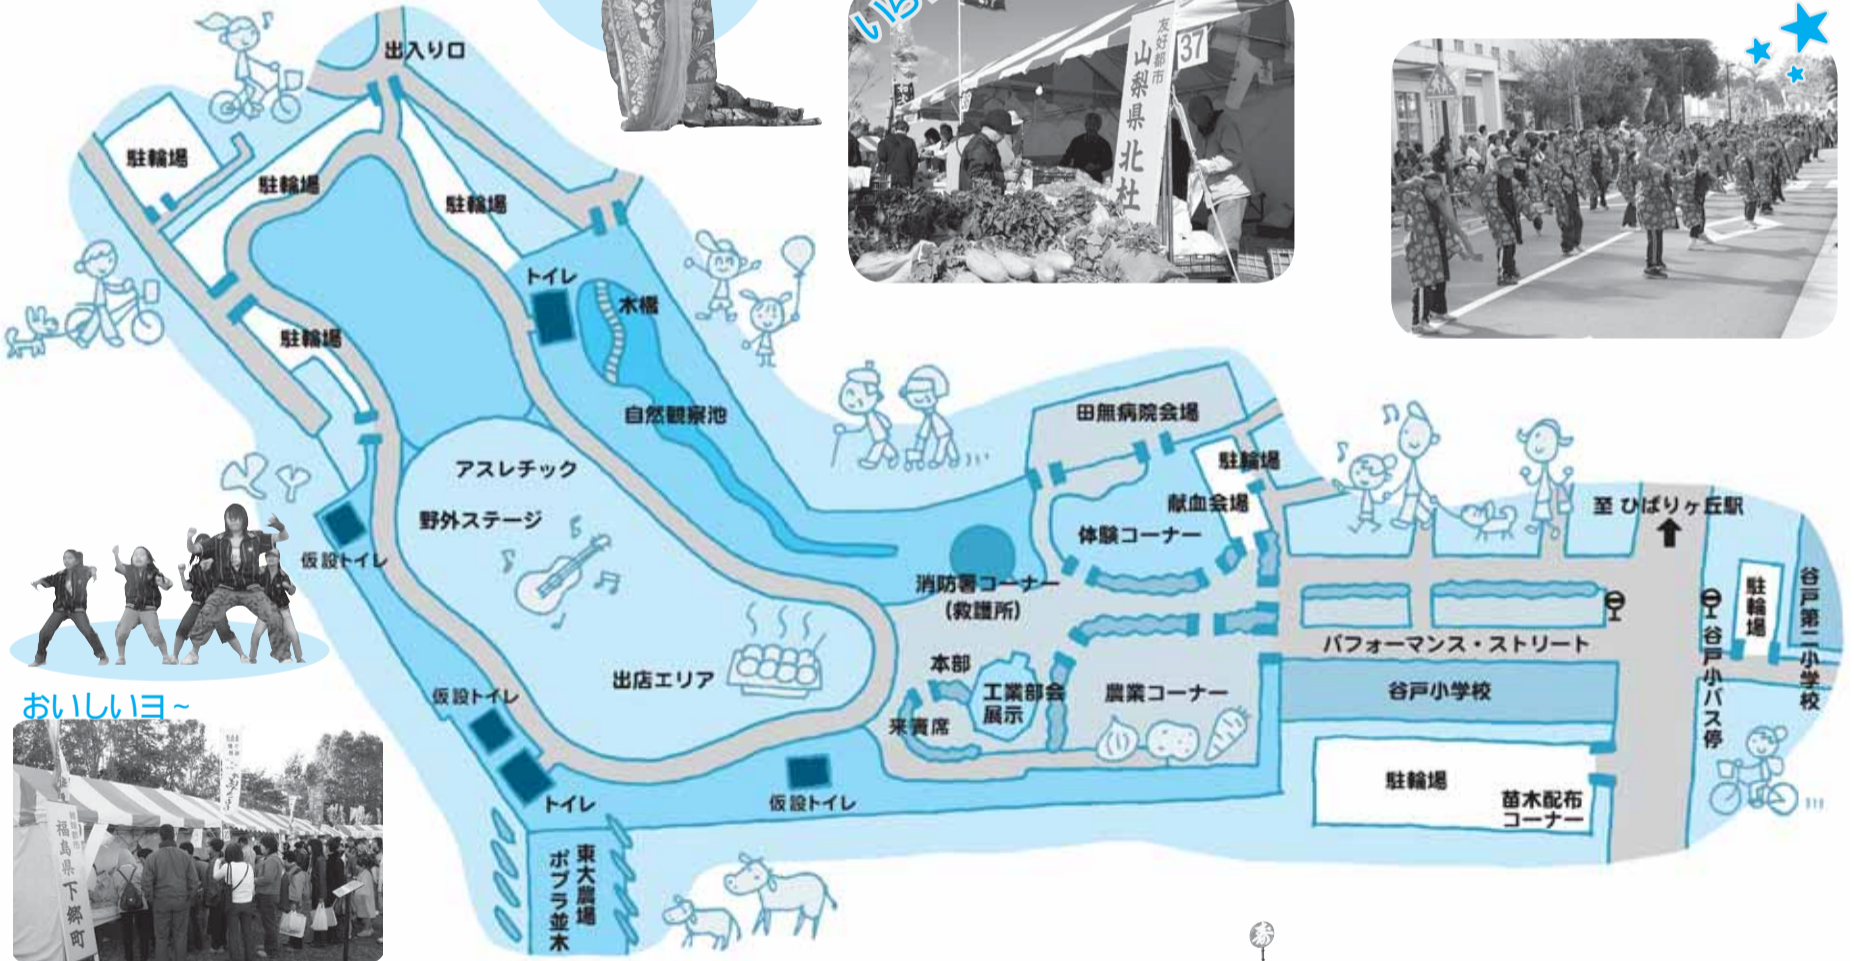 出入り口
いろ
友好都市
山梨県北杜
37
駐輪場
駐輪場
駐輪場
トイレ
木橋
駐輪場
自然観察池
田無病院会場
アスレチック
駐輪場
野外ステージ
献血会場
至 ひばりヶ丘駅
体験コーナー
仮設トイレ
消防署コーナー
(救護所)
駐輪場
谷戸第二小学校
谷戸小バス停
パフォーマンス・ストリート
本部
出店エリア
工業部会
展示
農業コーナー
谷戸小学校
仮設トイレ
来賓席
おいしいヨ~
駐輪場
トイレ
仮設トイレ
苗木配布
コーナー
東大農場
ポプラ並木
福島県下郷町